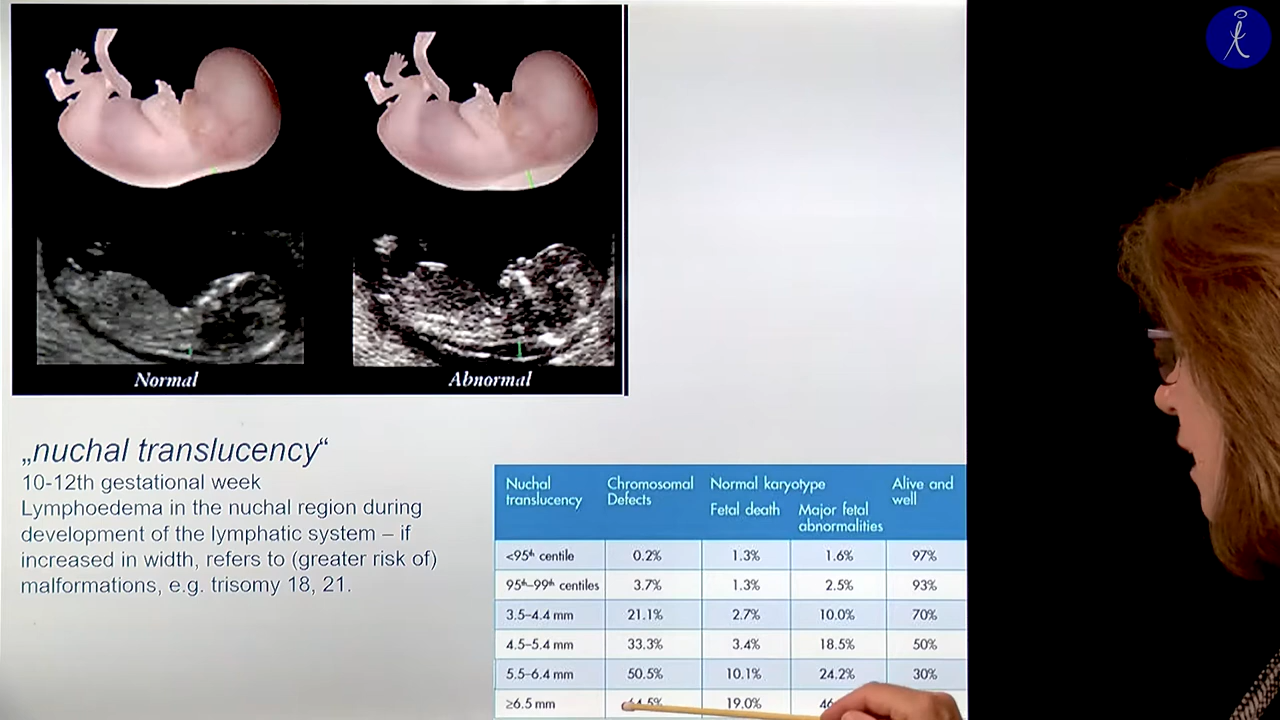 Normal
Abnormal
„nuchal translucency“
10-12th gestational week
Lymphoedema in the nuchal region during
development of the lymphatic system – if
increased in width, refers to (greater risk of)
malformations, e.g. trisomy 18, 21.
Nuchal translucency Chromosomal Defects Normal karyotype Alive and well
Fetal death Major fetal abnormalities
<95th centile 0.2% 1.3% 1.6% 97%
95th–99th centiles 3.7% 1.3% 2.5% 93%
3.5–4.4 mm 21.1% 2.7% 10.0% 70%
4.5–5.4 mm 33.3% 3.4% 18.5% 50%
5.5–6.4 mm 50.5% 10.1% 24.2% 30%
≥6.5 mm 19.0%